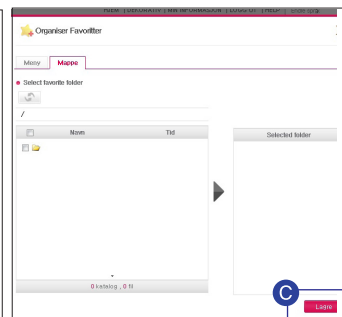 HJEM | DEKORATIV | MIN INFORMASJON | LOGG UT | HELP |
Organiser Favoritter
Meny Mappe
Select favorite folder
/
Navn Tid
Selected folder
0 katalog , 0 fil
C
Lagre